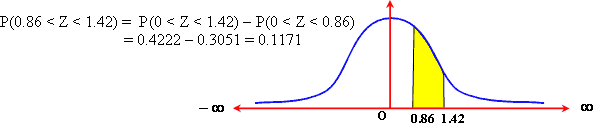 P(0.86 < Z < 1.42) = P(0 < Z < 1.42) – P(0 < Z < 0.86)
= 0.4222 – 0.3051 = 0.1171
– ∞ ∞
O 0.86 1.42